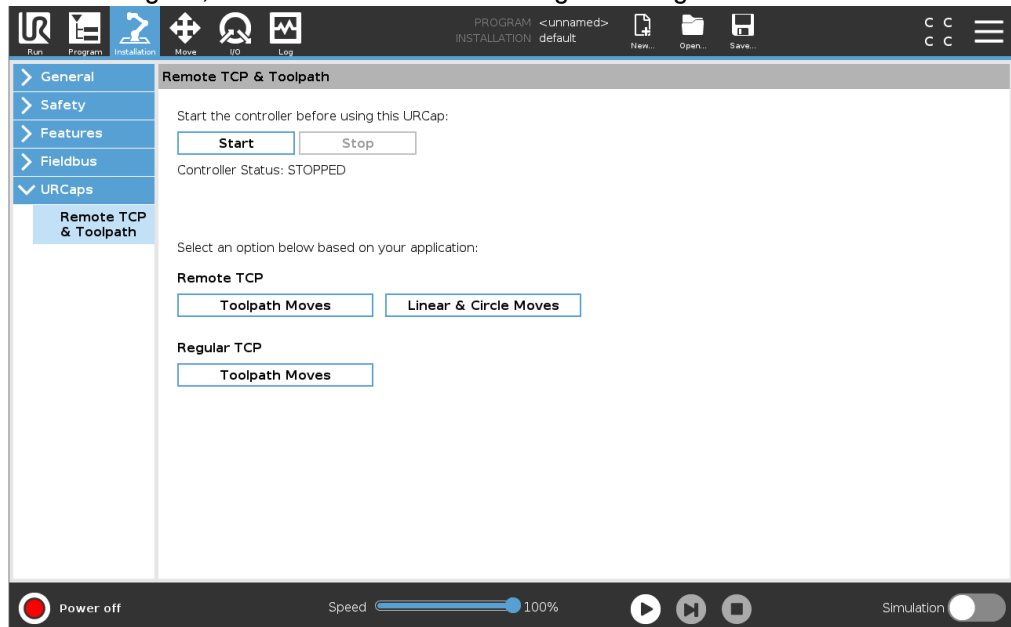 PROGRAM <unnamed>
INSTALLATION default
UR
Run Program Installation Move I/O Log New... Open... Save...
C C
C C
General
Safety
Features
Fieldbus
URCaps
Remote TCP
& Toolpath
Remote TCP & Toolpath
Start the controller before using this URCap:
Start Stop
Controller Status: STOPPED
Select an option below based on your application:
Remote TCP
Toolpath Moves Linear & Circle Moves
Regular TCP
Toolpath Moves
Power off Speed 100% Simulation